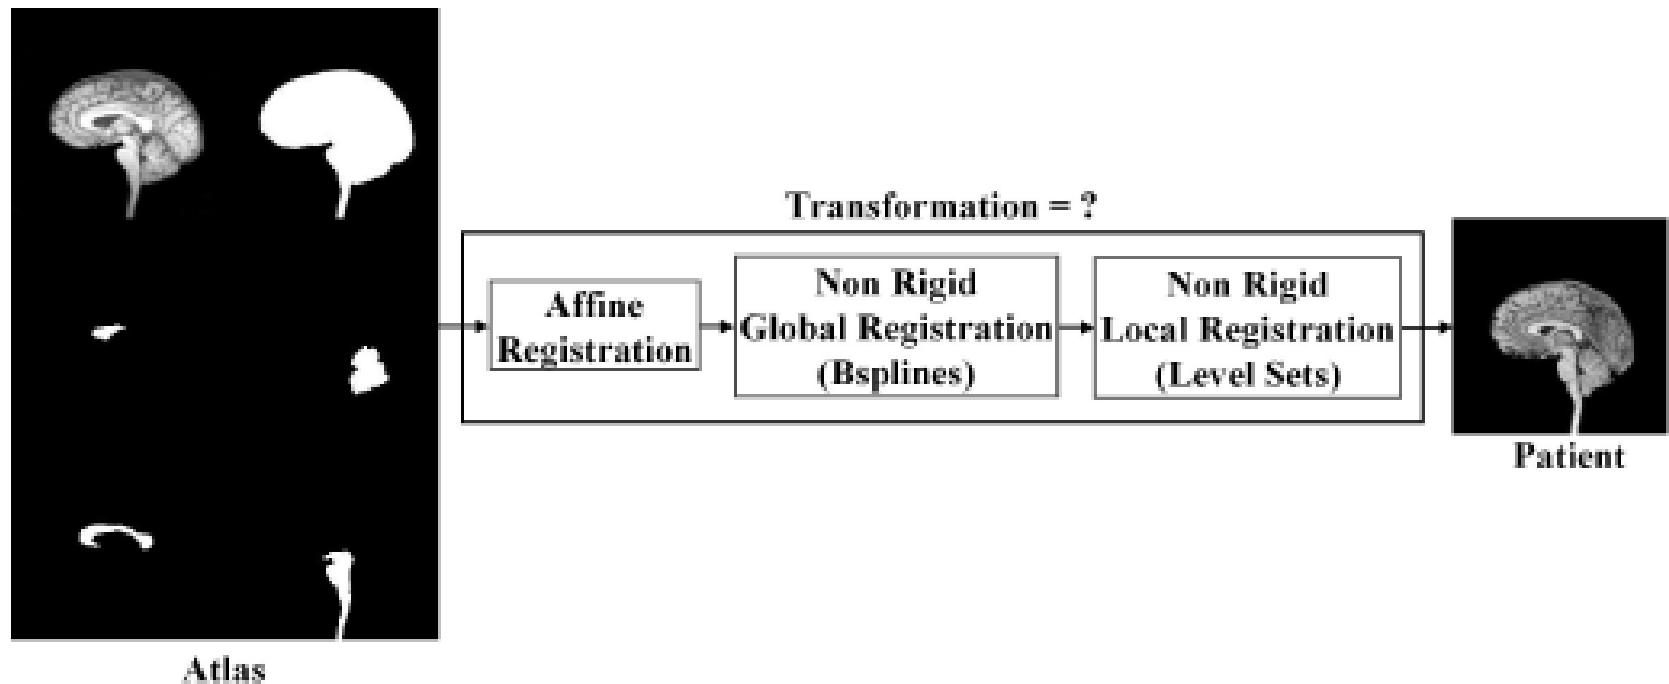 Transformation = ?
Affine
Registration
Non Rigid
Global Registration
(Bsplines)
Non Rigid
Local Registration
(Level Sets)
Patient
Atlas